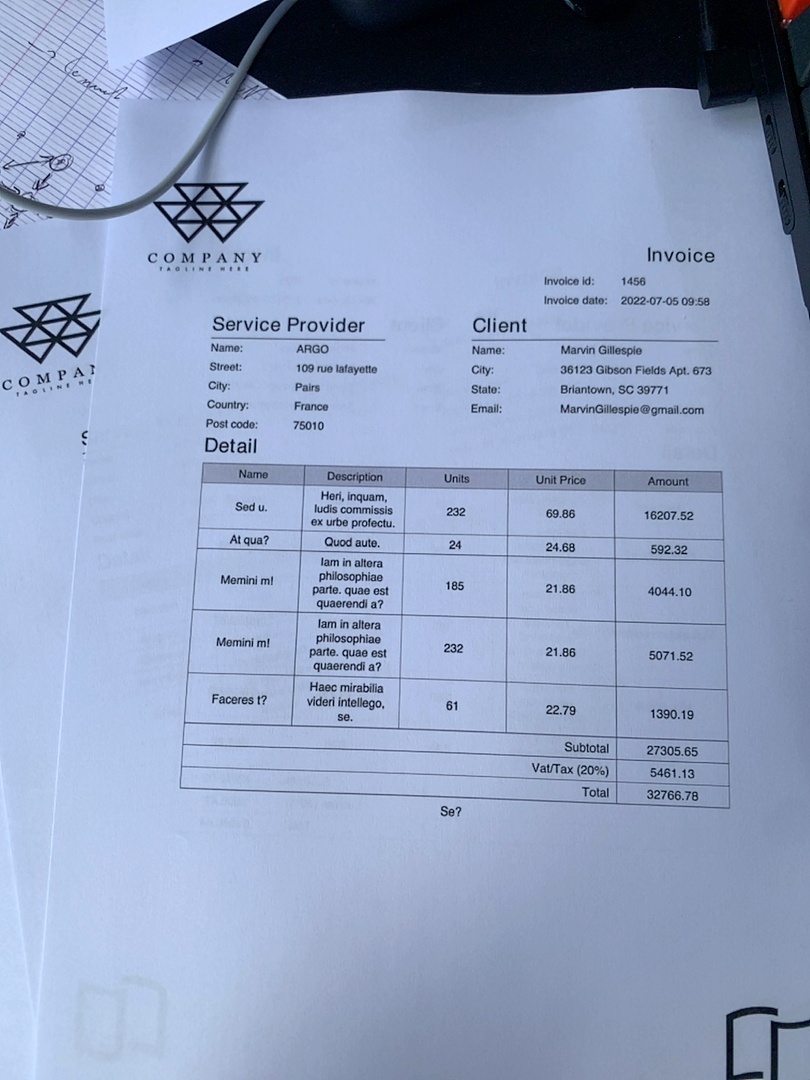 COMPANY
TAGLINE HERE
Invoice
Invoice id: 1456
Invoice date: 2022-07-05 09:58
Service Provider
Name: ARGO
Street: 109 rue lafayette
City: Pairs
Country: France
Post code: 75010
Client
Name: Marvin Gillespie
City: 36123 Gibson Fields Apt. 673
State: Briantown, SC 39771
Email: MarvinGillespie@gmail.com
Detail
Name Description Units Unit Price Amount
Sed u. Heri, inquam, ludis commissis ex urbe profectu. 232 69.86 16207.52
At qua? Quod aute. 24 24.68 592.32
Memini m! Iam in altera philosophiae parte. quae est quaerendi a? 185 21.86 4044.10
Memini m! Iam in altera philosophiae parte. quae est quaerendi a? 232 21.86 5071.52
Faceres t? Haec mirabilia videri intellego, se. 61 22.79 1390.19
Subtotal 27305.65
Vat/Tax (20%) 5461.13
Total 32766.78
Se?
COMPA
TAGLINE HE